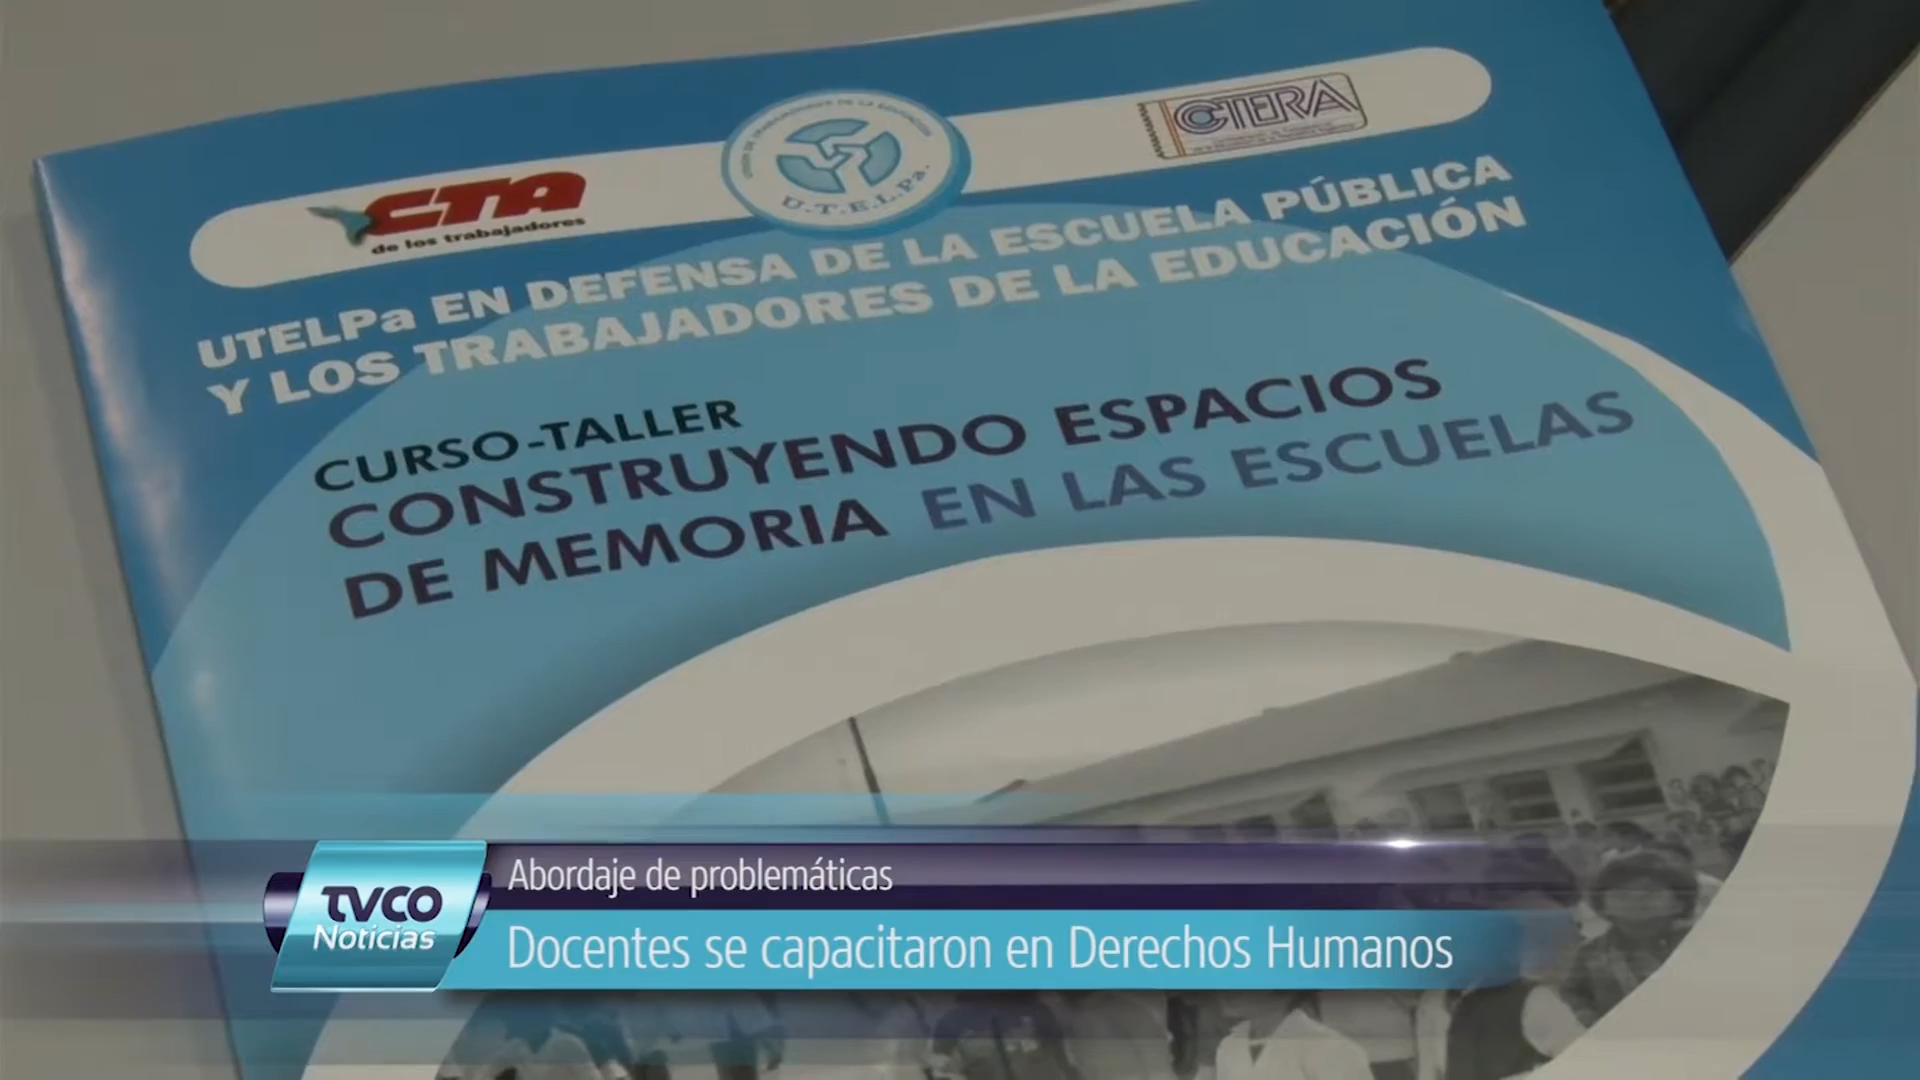 CTA
de los trabajadores
U.T.E.L.Pa.
CTERA
UTELPa EN DEFENSA DE LA ESCUELA PÚBLICA
Y LOS TRABAJADORES DE LA EDUCACIÓN
CURSO-TALLER
CONSTRUYENDO ESPACIOS
DE MEMORIA EN LAS ESCUELAS
TVCO
Noticias
Abordaje de problemáticas
Docentes se capacitaron en Derechos Humanos